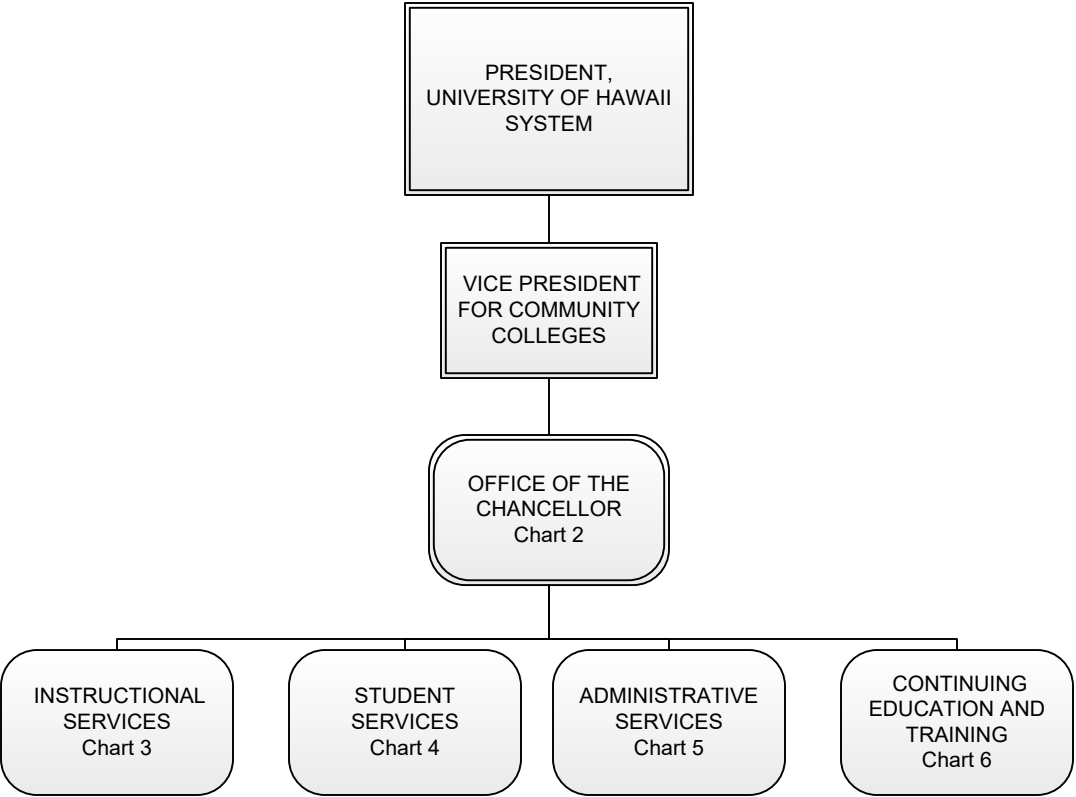 PRESIDENT,
UNIVERSITY OF HAWAII
SYSTEM
VICE PRESIDENT
FOR COMMUNITY
COLLEGES
OFFICE OF THE
CHANCELLOR
Chart 2
INSTRUCTIONAL
SERVICES
Chart 3
STUDENT
SERVICES
Chart 4
ADMINISTRATIVE
SERVICES
Chart 5
CONTINUING
EDUCATION AND
TRAINING
Chart 6